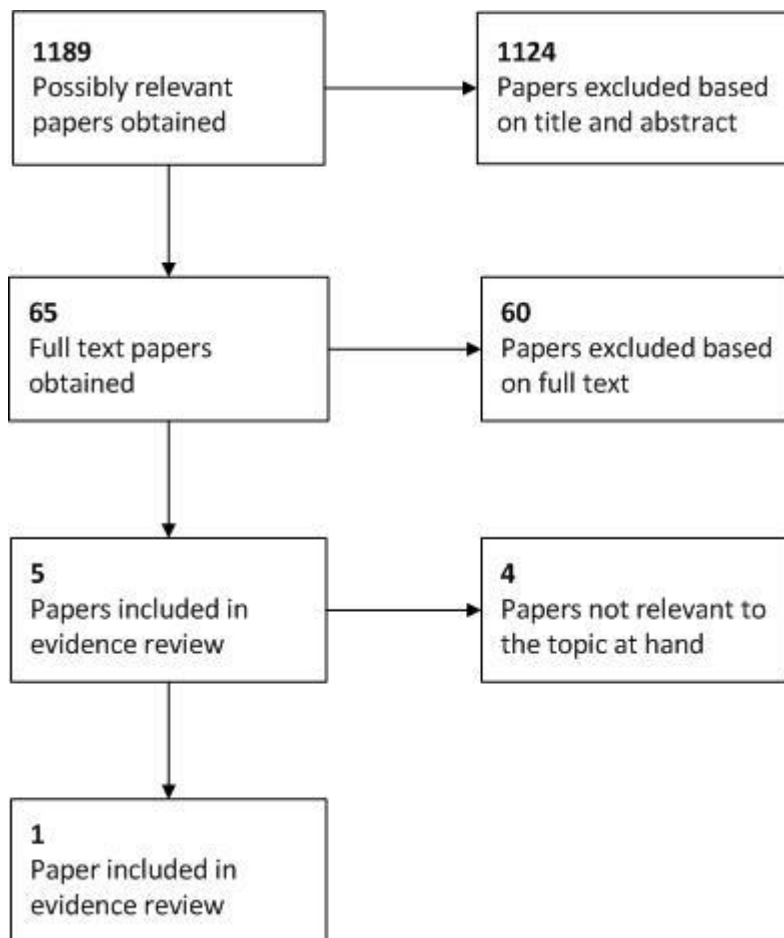 1189
Possibly relevant
papers obtained
1124
Papers excluded based
on title and abstract
65
Full text papers
obtained
60
Papers excluded based
on full text
5
Papers included in
evidence review
4
Papers not relevant to
the topic at hand
1
Paper included in
evidence review